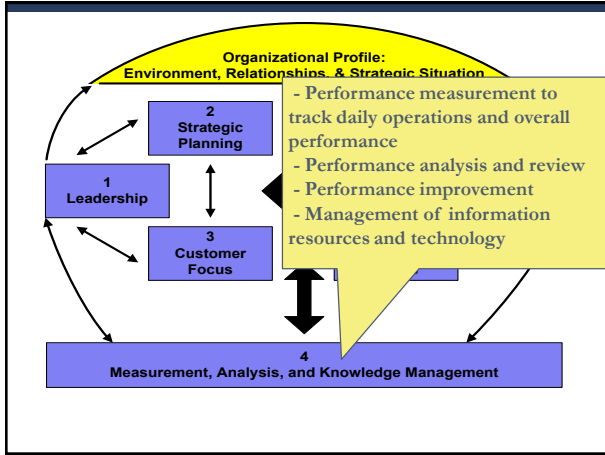 Organizational Profile:
Environment, Relationships, & Strategic Situation
- Performance measurement to
track daily operations and overall
performance
- Performance analysis and review
- Performance improvement
- Management of information
resources and technology
2
Strategic
Planning
1
Leadership
3
Customer
Focus
4
Measurement, Analysis, and Knowledge Management